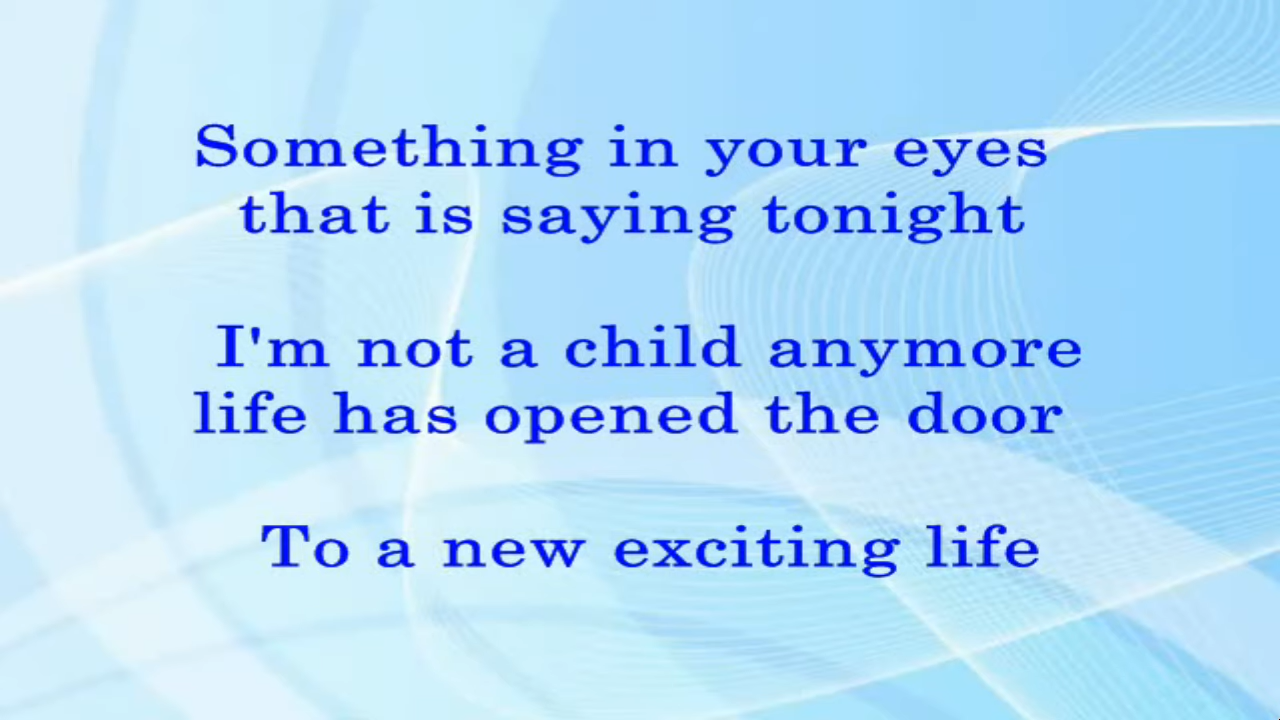 Something in your eyes
that is saying tonight
I'm not a child anymore
life has opened the door
To a new exciting life